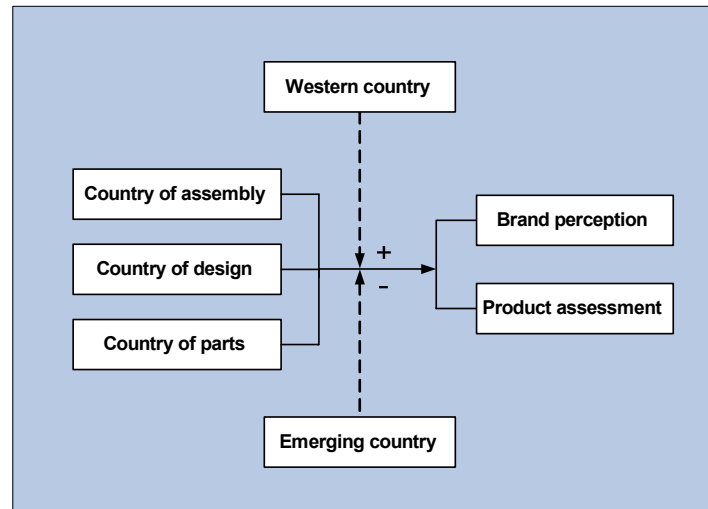 Western country
Country of assembly
Brand perception
+
Country of design
-
Product assessment
Country of parts
Emerging country